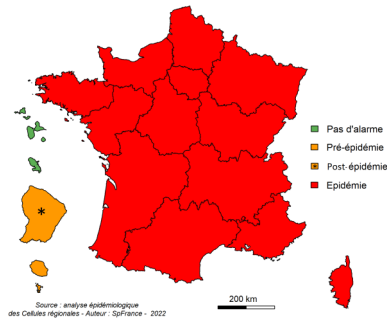 Pas d'alarme
Pré-épidémie
Post-épidémie
Epidémie
*
200 km
Source : analyse épidémiologique
des Cellules régionales - Auteur : SpFrance - 2022